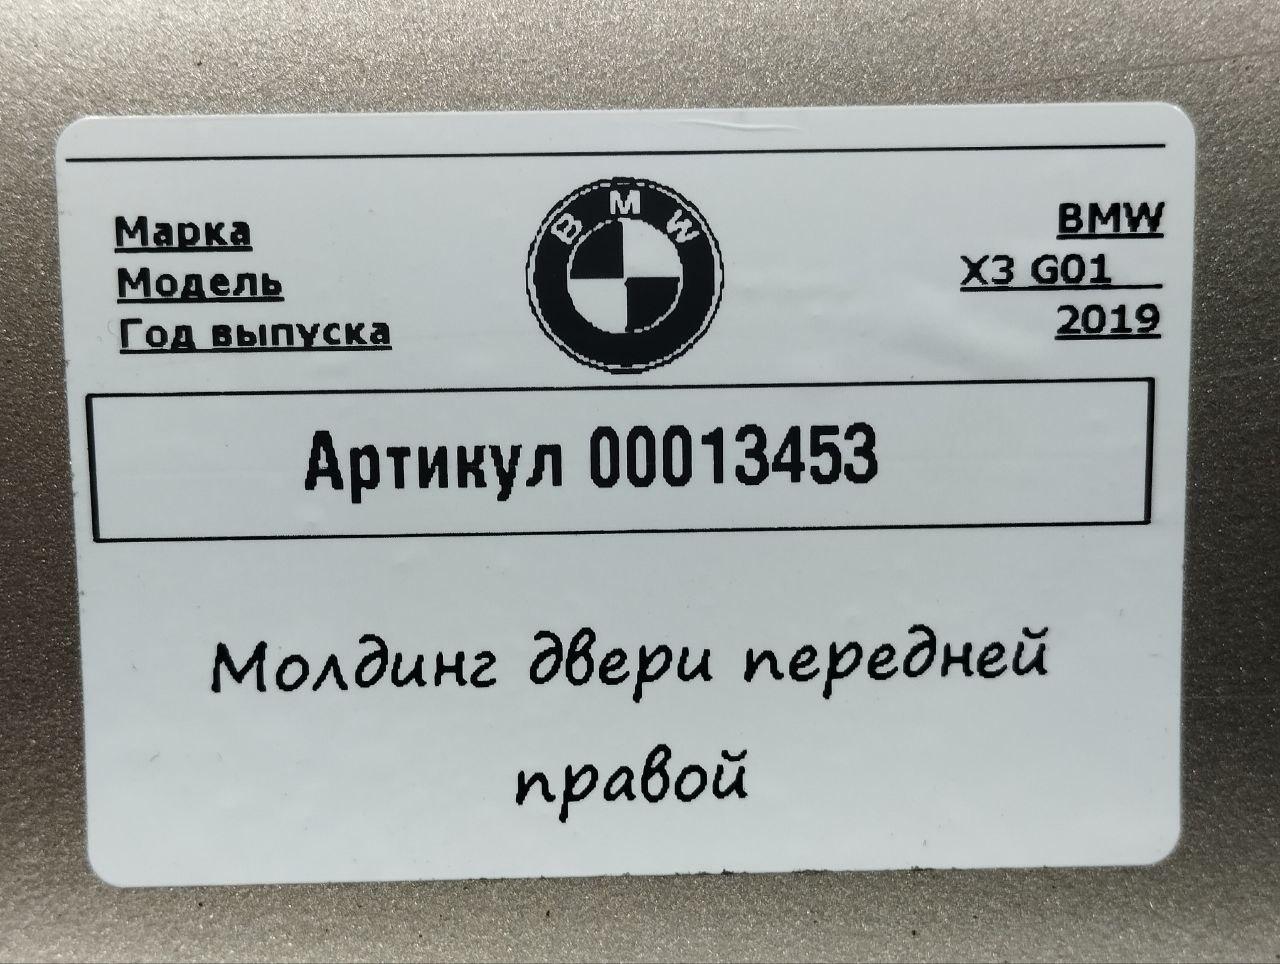 Марка BMW
Модель X3 G01
Год выпуска 2019
BMW
Артикул 00013453
Молдинг двери передней
правой